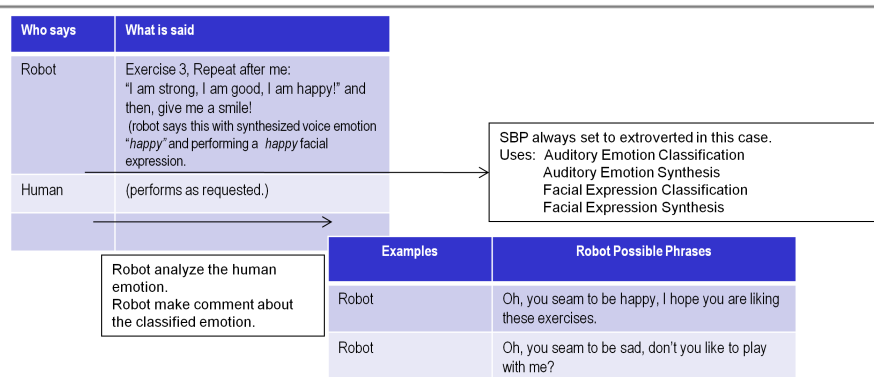 Who says What is said
Robot Exercise 3, Repeat after me:
“I am strong, I am good, I am happy!” and
then, give me a smile!
(robot says this with synthesized voice emotion
“happy” and performing a happy facial
expression.
Human (performs as requested.)
SBP always set to extroverted in this case.
Uses: Auditory Emotion Classification
Auditory Emotion Synthesis
Facial Expression Classification
Facial Expression Synthesis
Robot analyze the human
emotion.
Robot make comment about
the classified emotion.
Examples Robot Possible Phrases
Robot Oh, you seam to be happy, I hope you are liking
these exercises.
Robot Oh, you seam to be sad, don’t you like to play
with me?